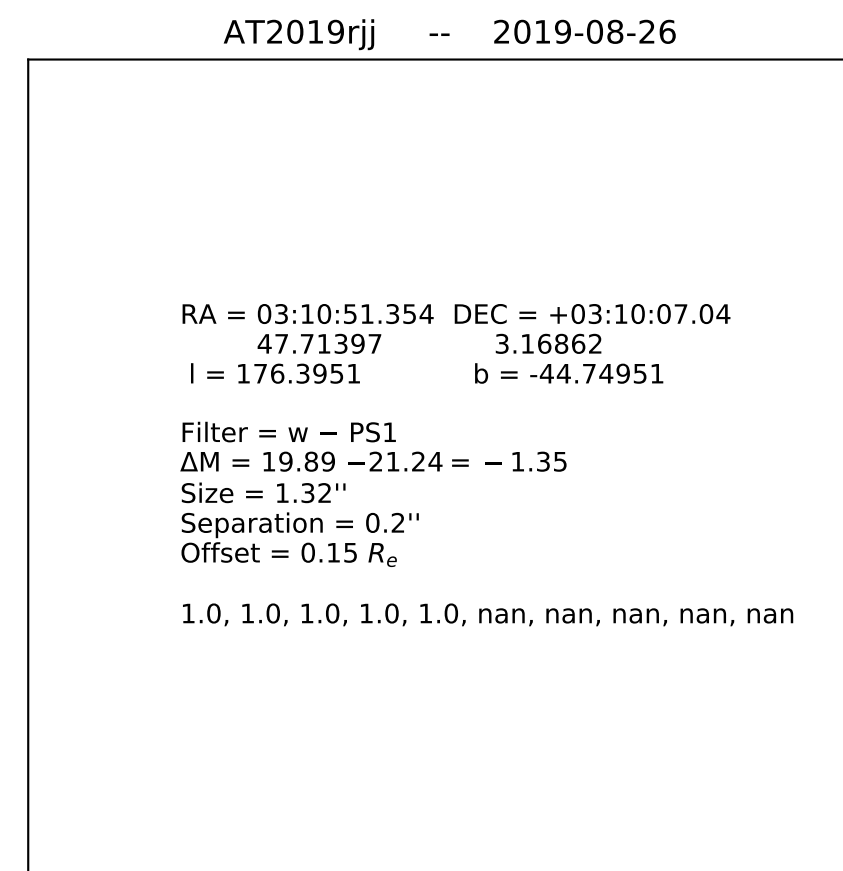 AT2019rjj -- 2019-08-26
RA = 03:10:51.354 DEC = +03:10:07.04
47.71397 3.16862
l = 176.3951 b = -44.74951
Filter = w − PS1
ΔM = 19.89 −21.24 = − 1.35
Size = 1.32''
Separation = 0.2''
Offset = 0.15 Rₑ
1.0, 1.0, 1.0, 1.0, 1.0, nan, nan, nan, nan, nan